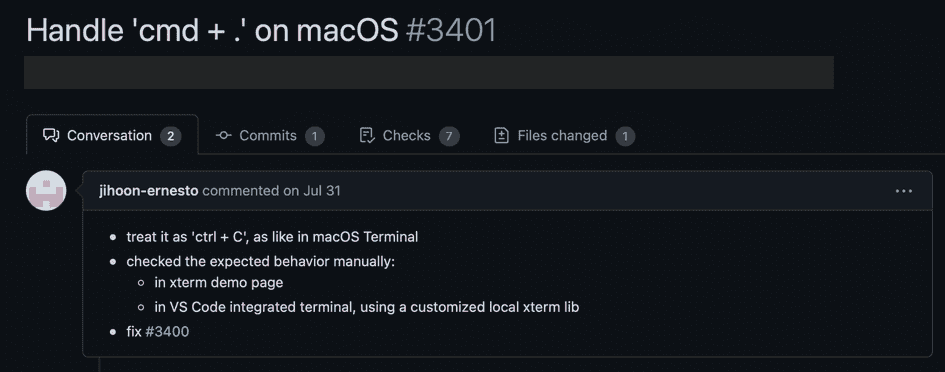 Handle 'cmd + .' on macOS #3401
Conversation 2 Commits 1 Checks 7 Files changed 1
jihoon-ernesto commented on Jul 31
treat it as 'ctrl + C', as like in macOS Terminal
checked the expected behavior manually:
in xterm demo page
in VS Code integrated terminal, using a customized local xterm lib
fix #3400